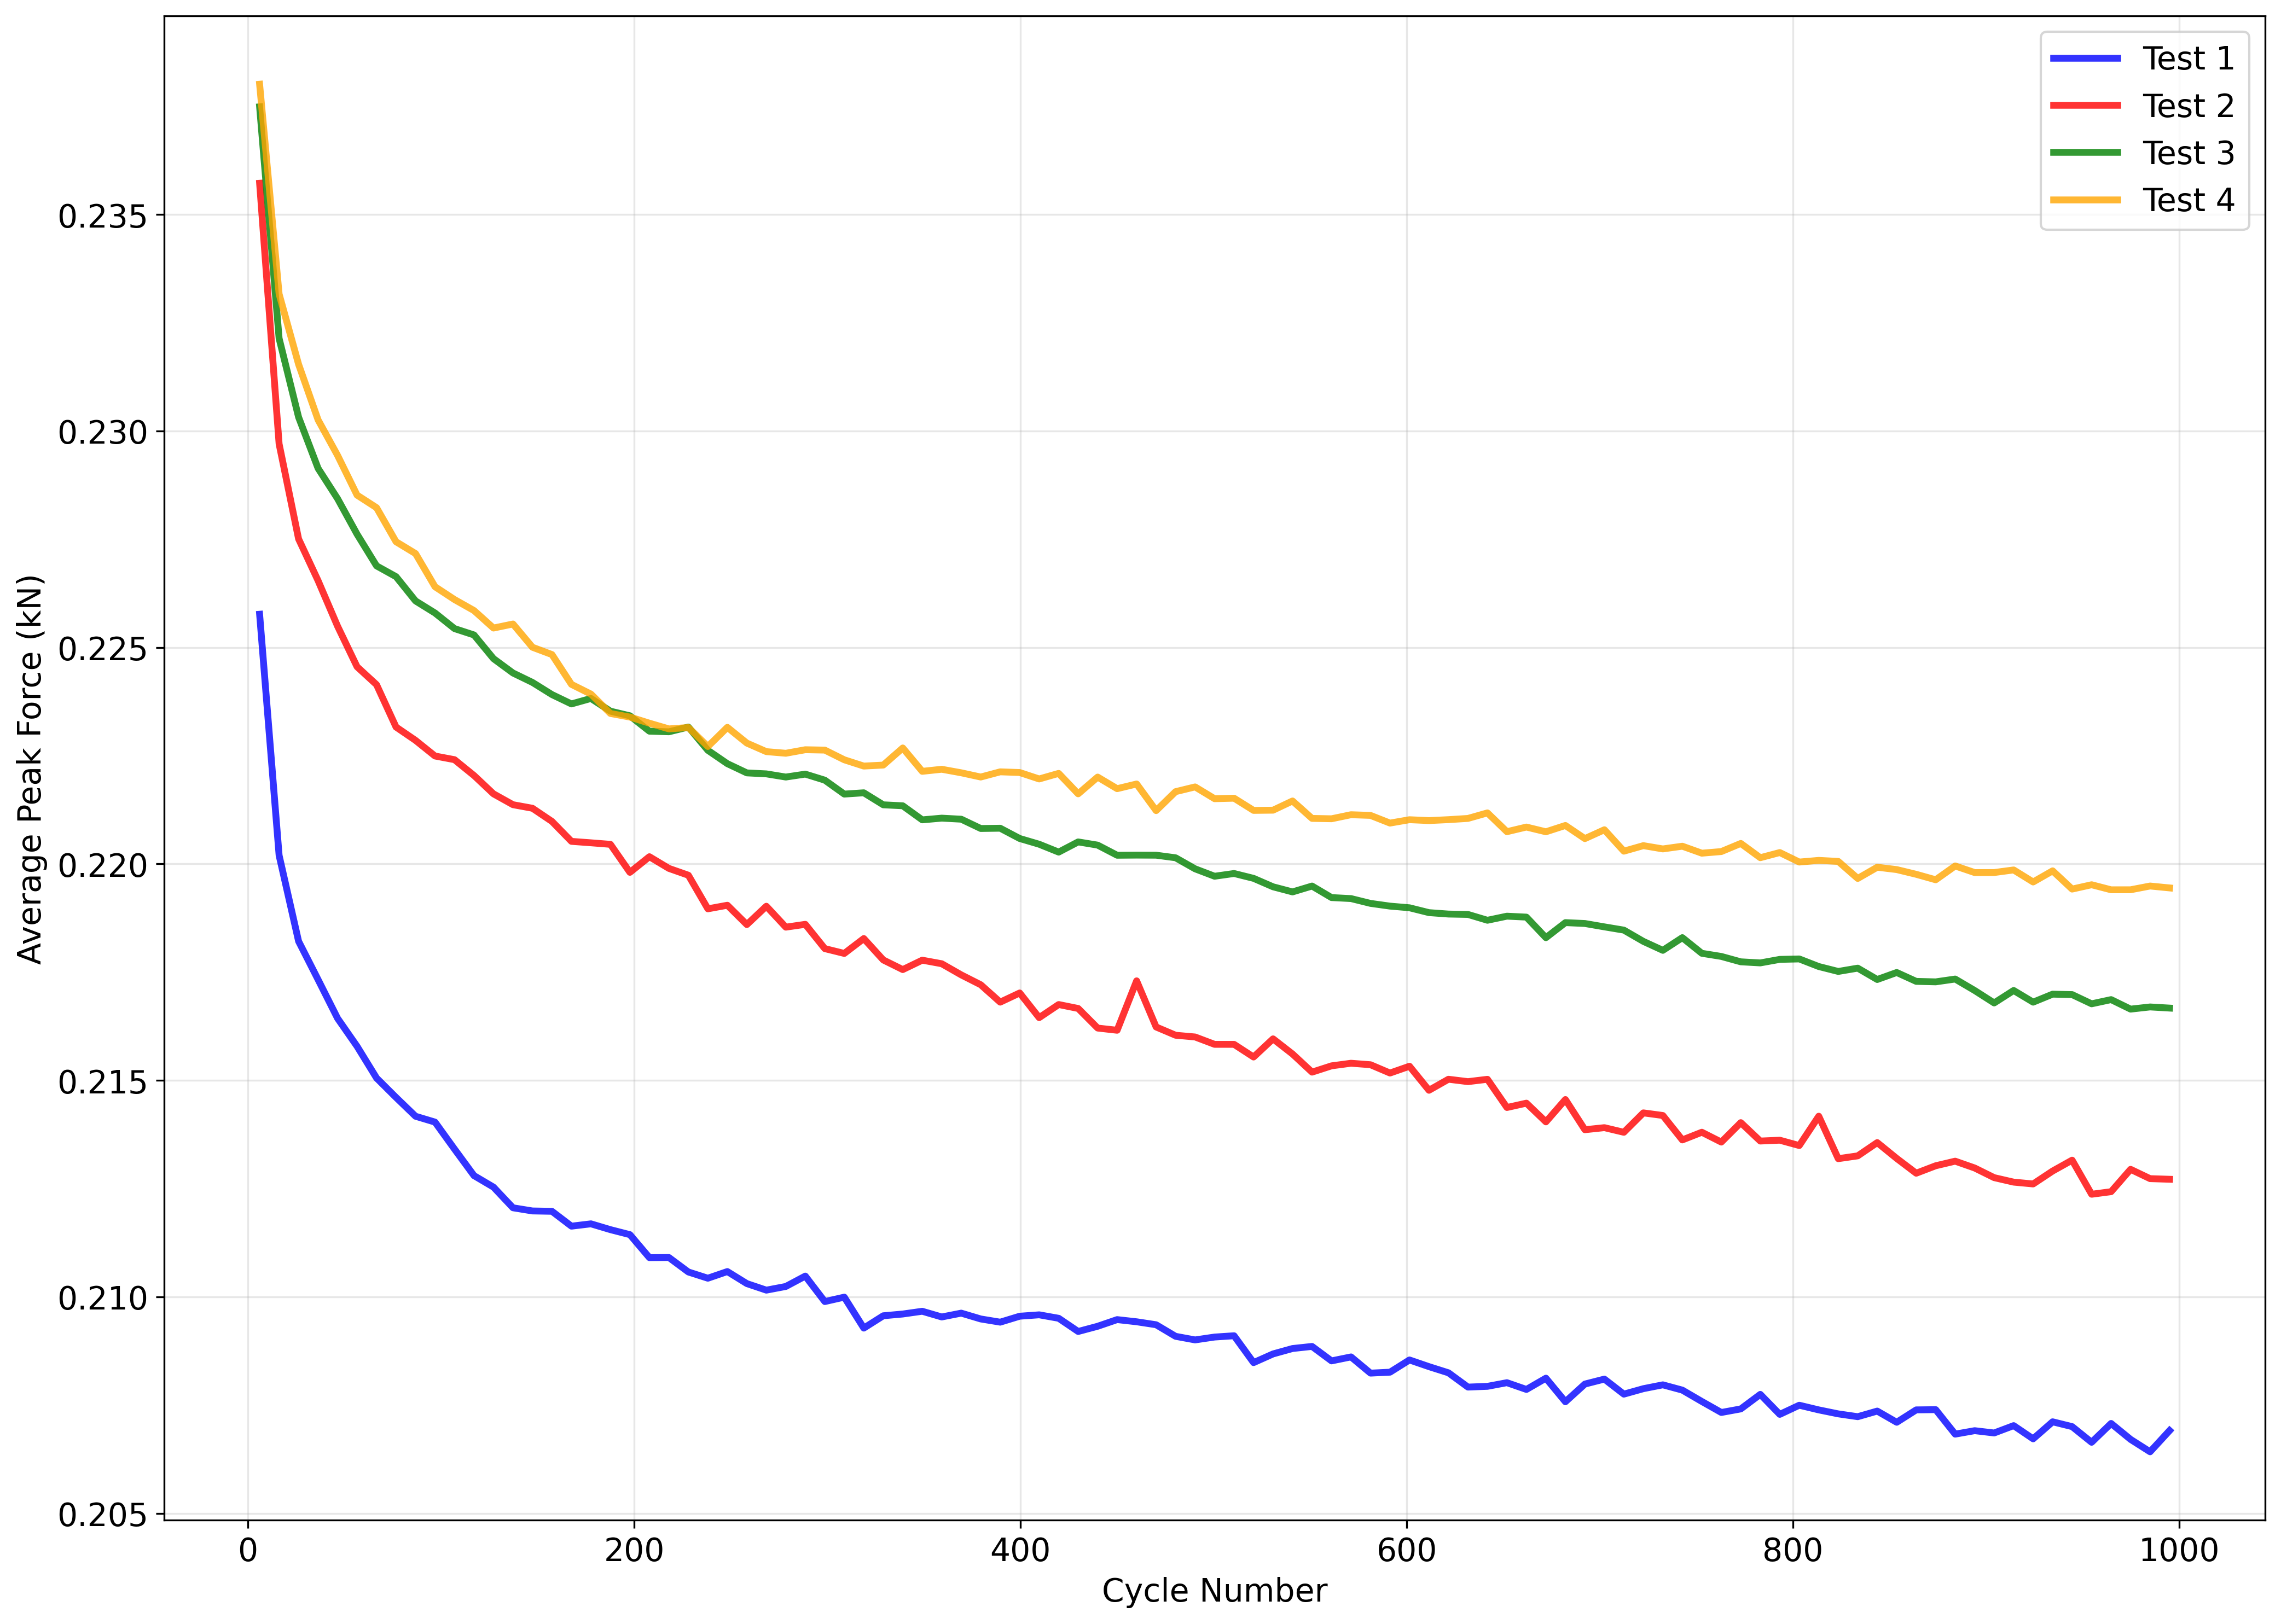 Test 1
Test 2
Test 3
Test 4
Average Peak Force (kN)
0.235
0.230
0.225
0.220
0.215
0.210
0.205
0 200 400 600 800 1000
Cycle Number